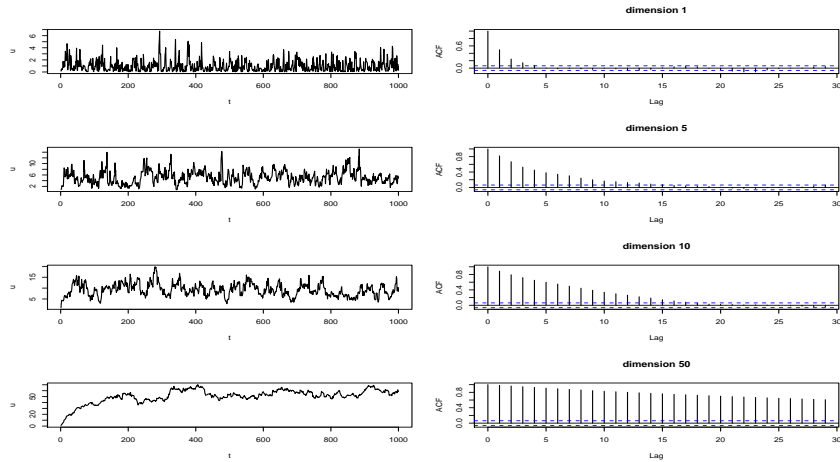 dimension 1
u
0 2 4 6
0 200 400 600 800 1000
t
ACF
0.0 0.6
0 5 10 15 20 25 30
Lag
dimension 5
u
2 6 10
0 200 400 600 800 1000
t
ACF
0.0 0.4 0.8
0 5 10 15 20 25 30
Lag
dimension 10
u
5 15
0 200 400 600 800 1000
t
ACF
0.0 0.4 0.8
0 5 10 15 20 25 30
Lag
dimension 50
u
0 20 50
0 200 400 600 800 1000
t
ACF
0.0 0.4 0.8
0 5 10 15 20 25 30
Lag